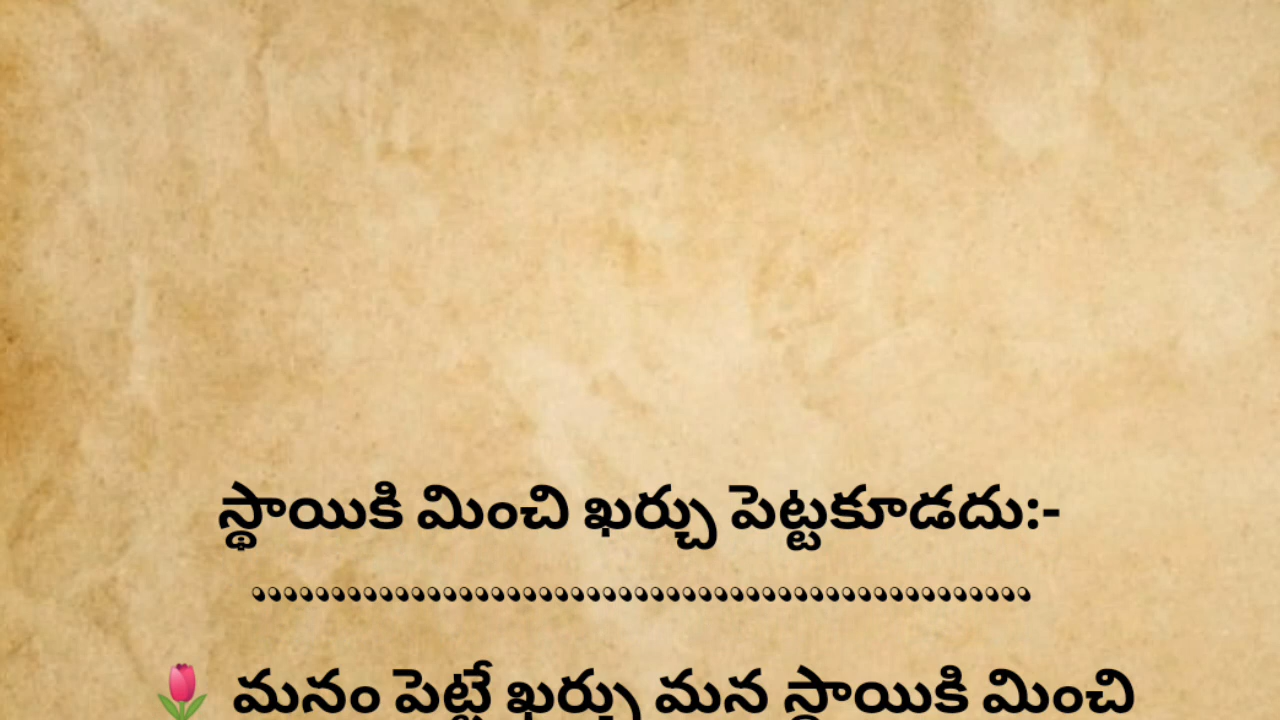 స్థాయికి మించి ఖర్చు పెట్టకూడదు:-
🌷 మనం పెట్టే ఖర్చు మన స్థాయికి మించి